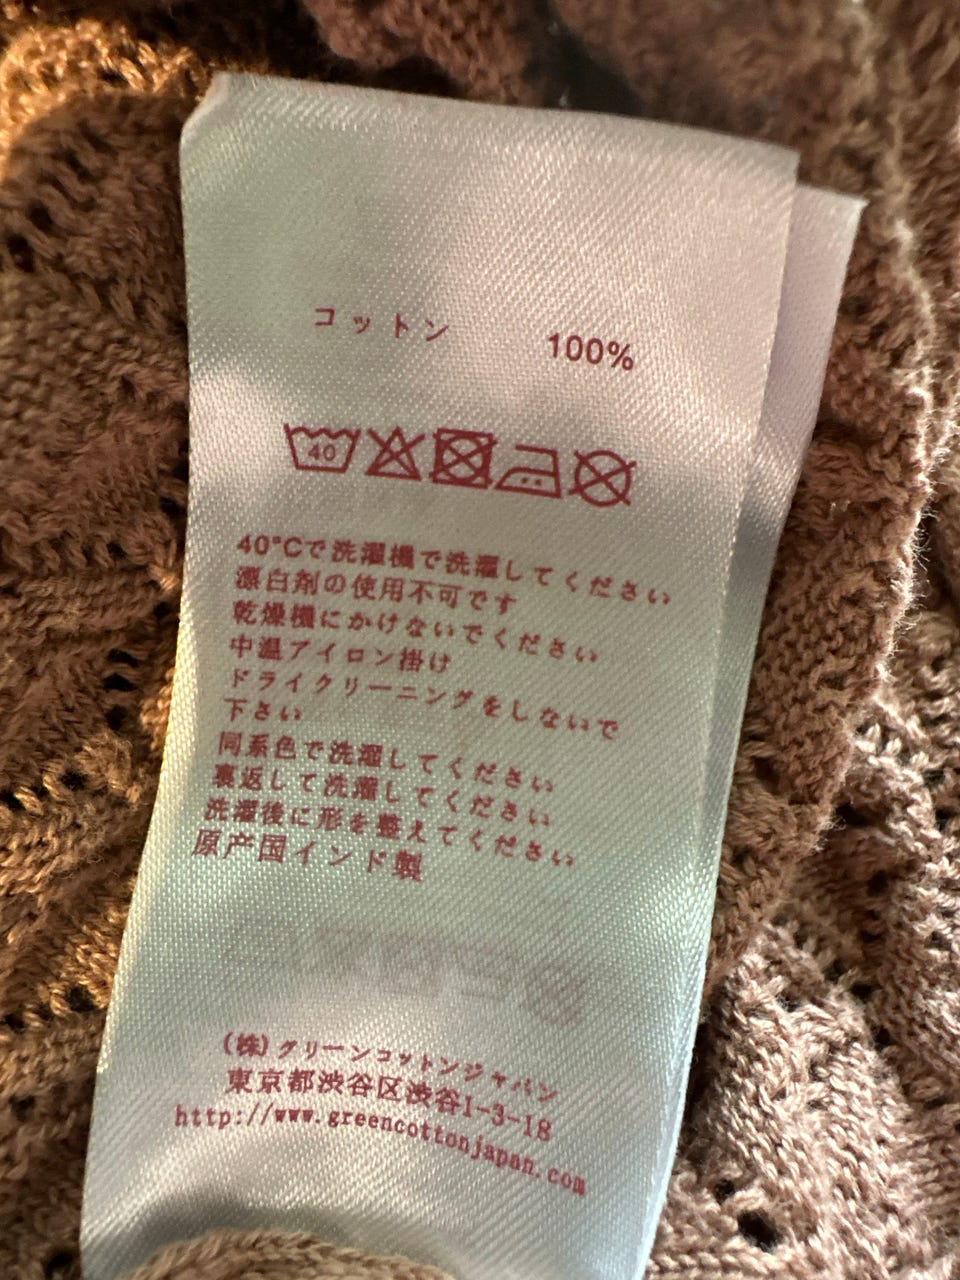 コットン 100%
40
40°Cで洗濯機で洗濯してください
漂白剤の使用不可です
乾燥機にかけないでください
中温アイロン掛け
ドライクリーニングをしないで
下さい
同系色で洗濯してください
裏返して洗濯してください
洗濯後に形を整えてください
原产国インド製
(株)グリーンコットンジャパン
東京都渋谷区渋谷1-3-18
http://www.greencottonjapan.com